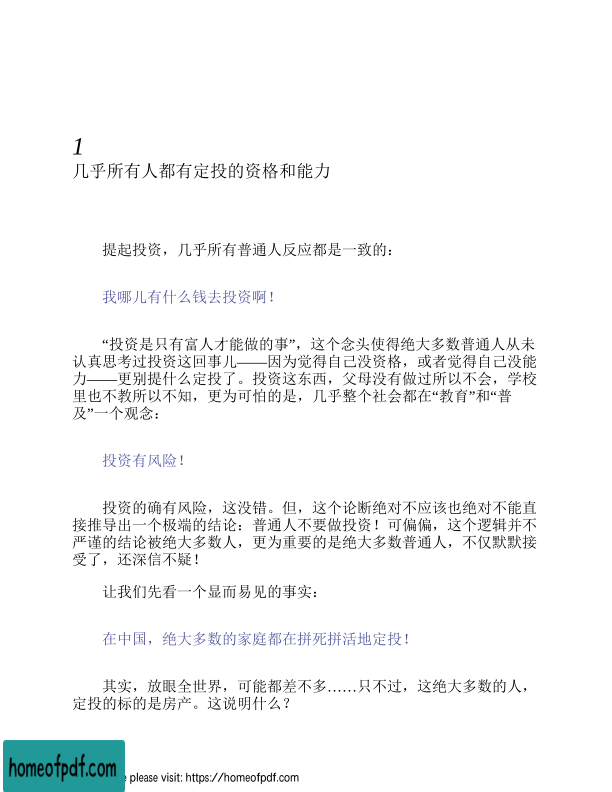 1
几乎所有人都有定投的资格和能力
提起投资，几乎所有普通人反应都是一致的：
我哪儿有什么钱去投资啊！
“投资是只有富人才能做的事”，这个念头使得绝大多数普通人从未
认真思考过投资这回事儿——因为觉得自己没资格，或者觉得自己没能
力——更别提什么定投了。投资这东西，父母没有做过所以不会，学校
里也不教所以不知，更为可怕的是，几乎整个社会都在“教育”和“普
及”一个观念：
投资有风险！
投资的确有风险，这没错。但，这个论断绝对不应该也绝对不能直
接推导出一个极端的结论：普通人不要做投资！可偏偏，这个逻辑并不
严谨的结论被绝大多数人，更为重要的是绝大多数普通人，不仅默默接
受了，还深信不疑！
让我们先看一个显而易见的事实：
在中国，绝大多数的家庭都在拼死拼活地定投！
其实，放眼全世界，可能都差不多……只不过，这绝大多数的人，
定投的标的是房产。这说明什么？
homeofpdf.com
e please visit: https://homeofpdf.com